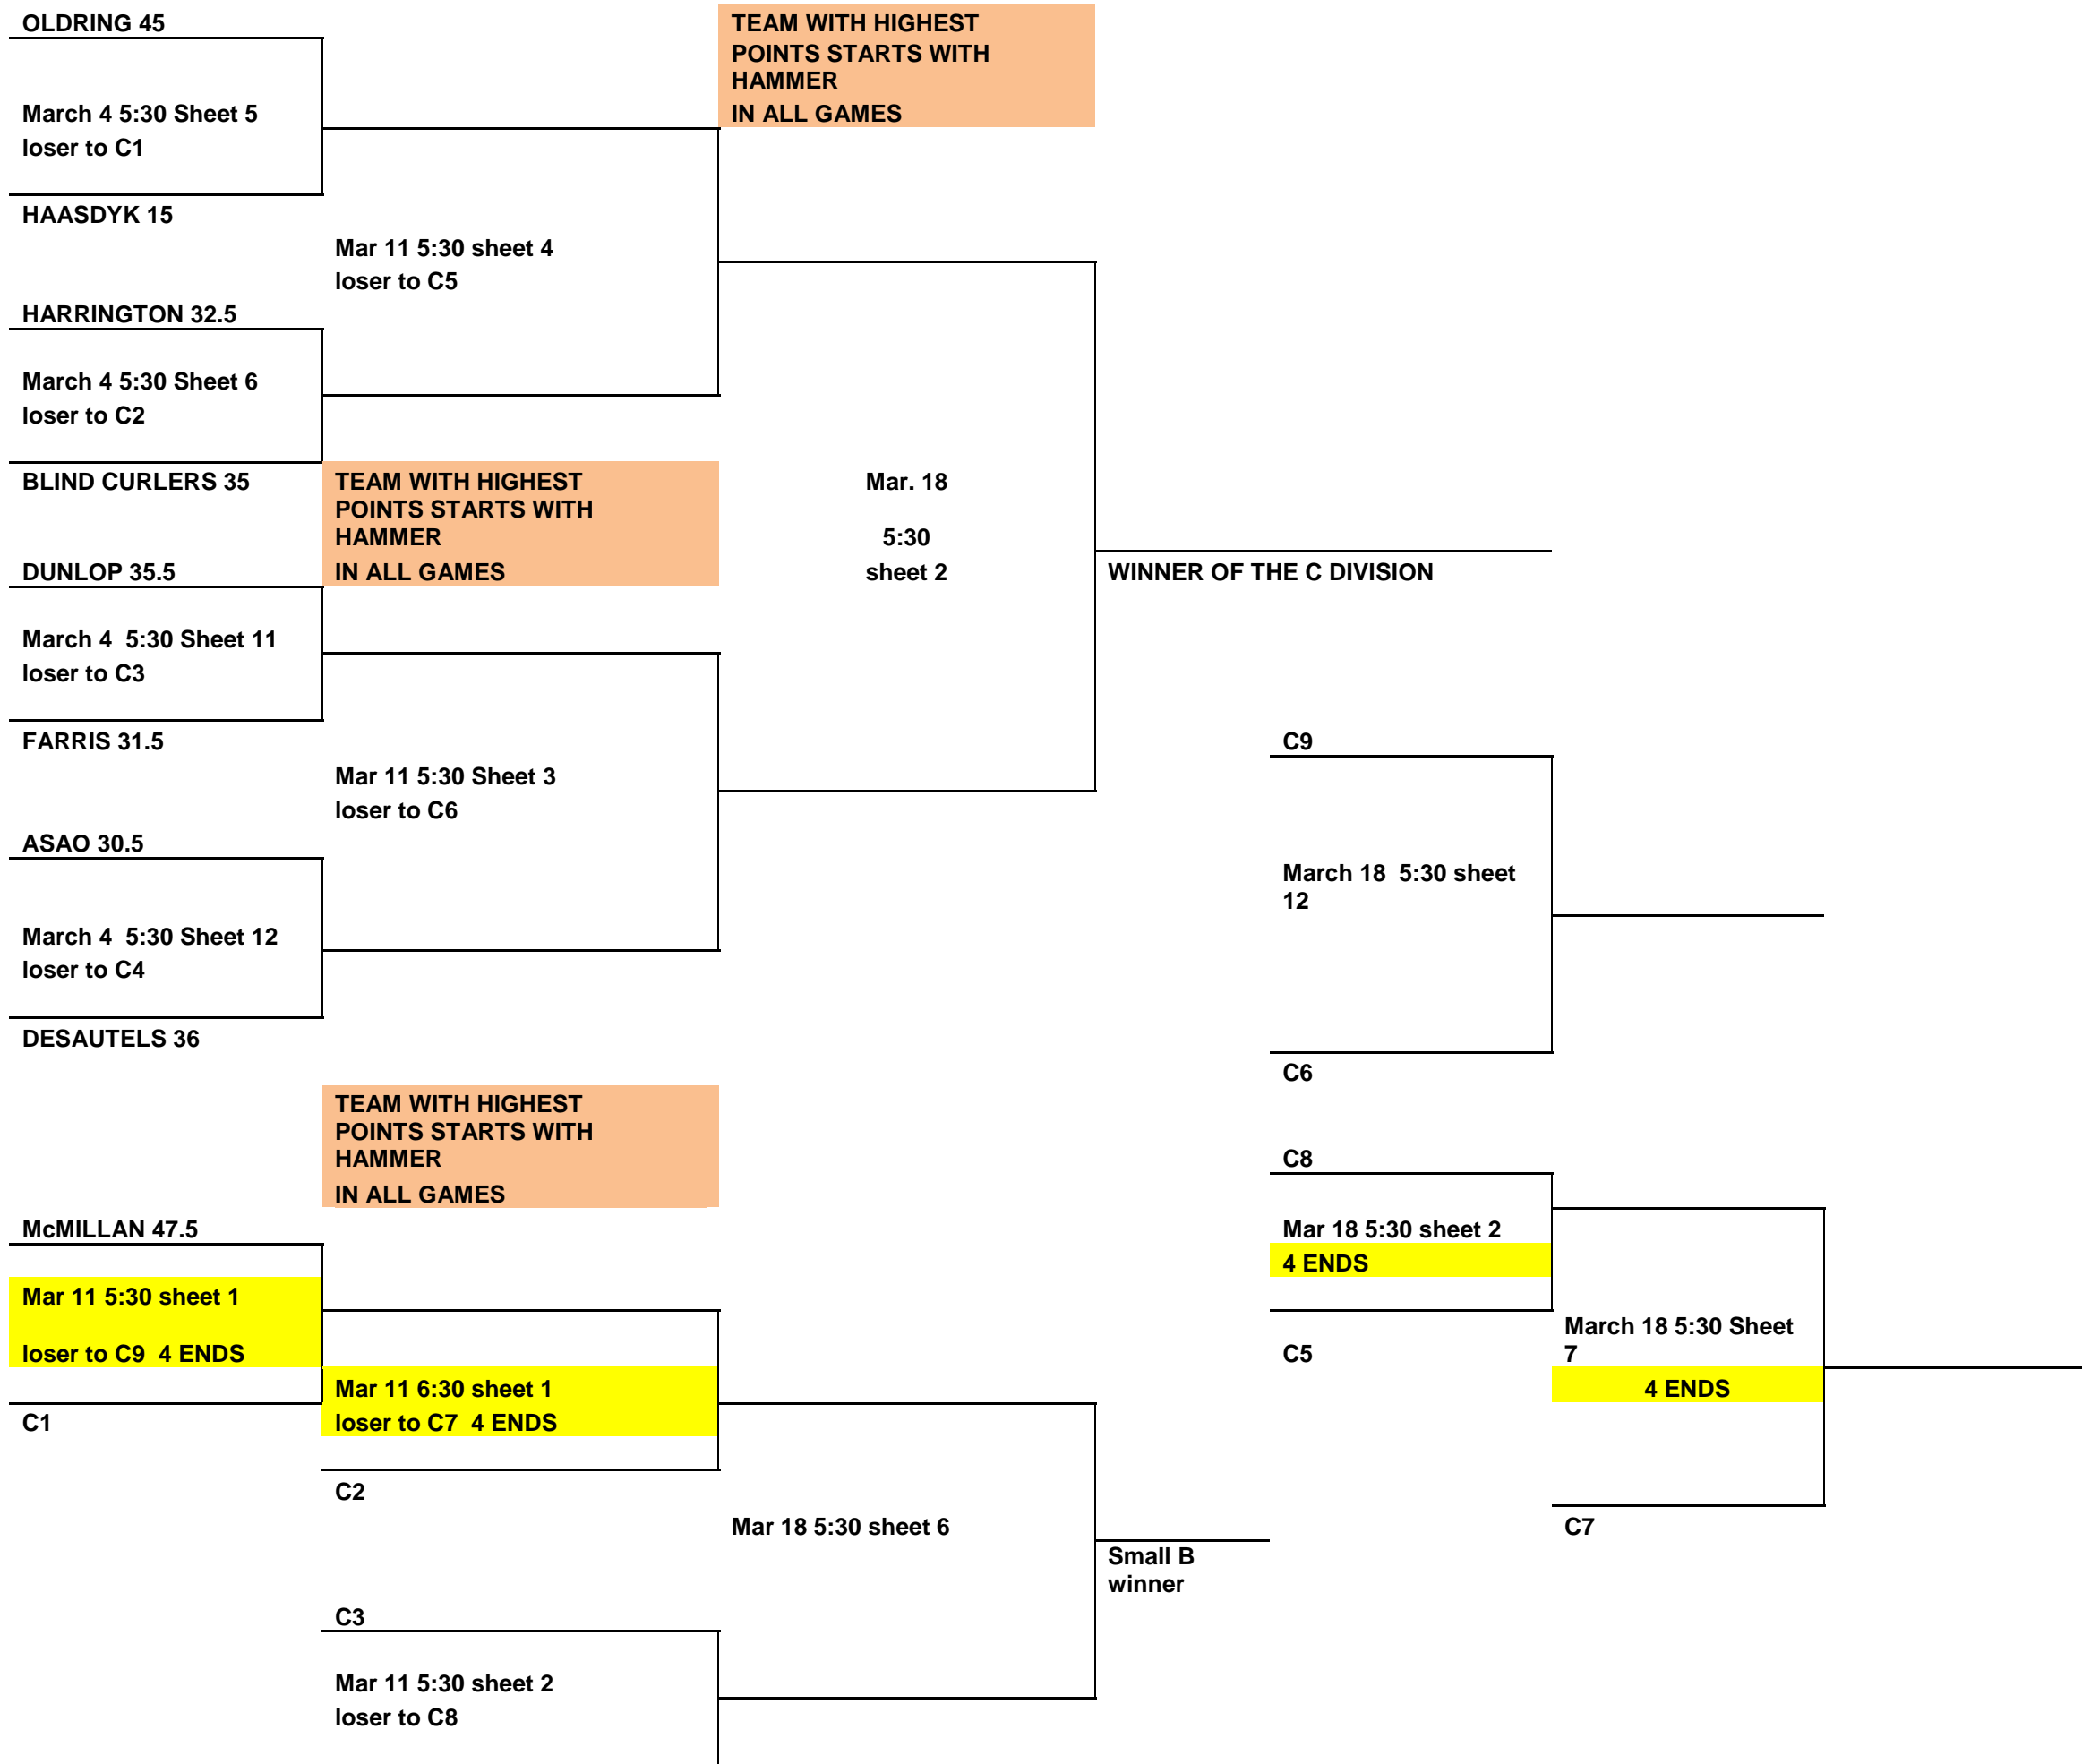 OLDRING 45
TEAM WITH HIGHEST
POINTS STARTS WITH
HAMMER
IN ALL GAMES
March 4 5:30 Sheet 5
loser to C1
HAASDYK 15
Mar 11 5:30 sheet 4
loser to C5
HARRINGTON 32.5
March 4 5:30 Sheet 6
loser to C2
BLIND CURLERS 35
TEAM WITH HIGHEST
POINTS STARTS WITH
HAMMER
IN ALL GAMES
Mar. 18
5:30
sheet 2
WINNER OF THE C DIVISION
DUNLOP 35.5
March 4  5:30 Sheet 11
loser to C3
FARRIS 31.5
Mar 11 5:30 Sheet 3
loser to C6
ASAO 30.5
March 4  5:30 Sheet 12
loser to C4
DESAUTELS 36
C9
March 18  5:30 sheet
12
C6
TEAM WITH HIGHEST
POINTS STARTS WITH
HAMMER
IN ALL GAMES
C8
Mar 18 5:30 sheet 2
4 ENDS
C5
March 18 5:30 Sheet
7
4 ENDS
C7
McMILLAN 47.5
Mar 11 5:30 sheet 1
loser to C9  4 ENDS
C1
Mar 11 6:30 sheet 1
loser to C7  4 ENDS
C2
Mar 18 5:30 sheet 6
Small B
winner
C3
Mar 11 5:30 sheet 2
loser to C8